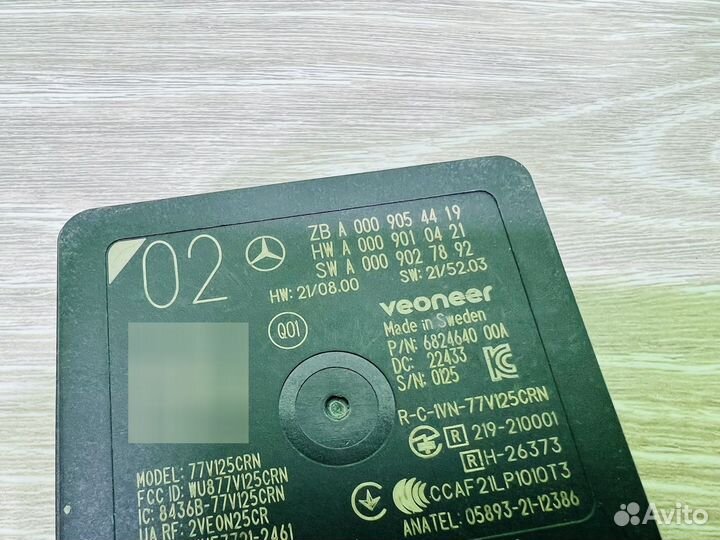 02
ZB A 000 905 44 19
HW A 000 901 04 21
SW A 000 902 78 92
HW: 21/08.00 SW: 21/52.03
Q01
veoneer
Made in Sweden
P/N: 6824640 00A
DC: 22433
S/N: 0125
R-C-IVN-77V125CRN
R 219-210001
R H-26373
CCAF21LP1010T3
ANATEL: 05893-21-12386
MODEL: 77V125CRN
FCC ID: WU877V125CRN
IC: 8436B-77V125CRN
UA RF: 2VEON25CR
2461
Avito